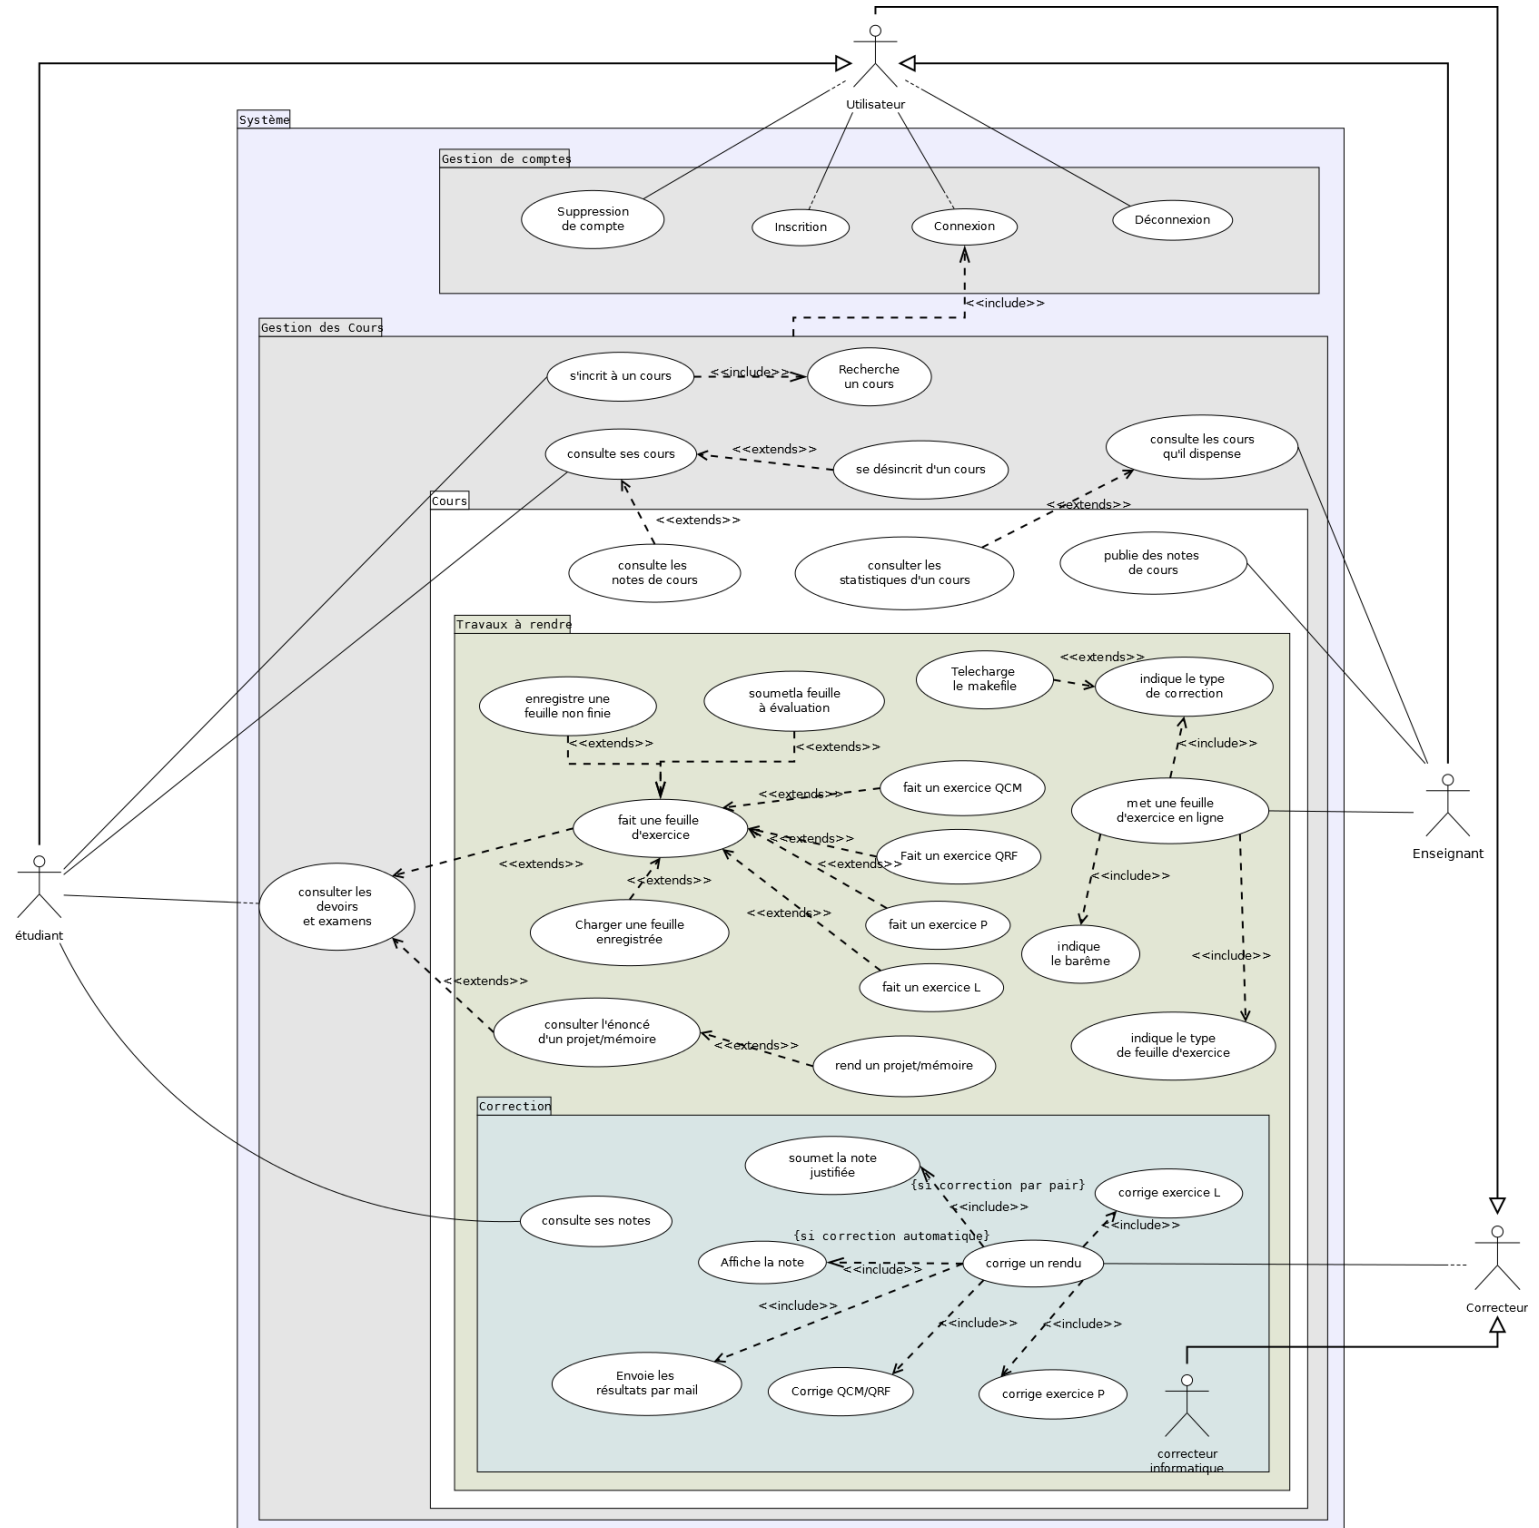 Utilisateur
Système
Gestion de comptes
Suppression
de compte
Inscrition
Connexion
Déconnexion
<<include>>
Gestion des Cours
s'incrit à un cours
<<include>>
Recherche
un cours
consulte ses cours
<<extends>>
se désincrit d'un cours
consulte les cours
qu'il dispense
Cours
<<extends>>
<<extends>>
consulte les
notes de cours
consulter les
statistiques d'un cours
publie des notes
de cours
Travaux à rendre
enregistre une
feuille non finie
soumetla feuille
à évaluation
Telecharge
le makefile
<<extends>>
indique le type
de correction
<<extends>>
<<extends>>
<<include>>
fait une feuille
d'exercice
<<extends>>
fait un exercice QCM
met une feuille
d'exercice en ligne
<<extends>>
Fait un exercice QRF
<<extends>>
<<extends>>
<<extends>>
<<include>>
Enseignant
étudiant
consulter les
devoirs
et examens
Charger une feuille
enregistrée
<<extends>>
fait un exercice P
indique
le barême
<<include>>
<<extends>>
fait un exercice L
consulter l'énoncé
d'un projet/mémoire
<<extends>>
rend un projet/mémoire
indique le type
de feuille d'exercice
Correction
soumet la note
justifiée
{si correction par pair}
<<include>>
corrige exercice L
<<include>>
consulte ses notes
{si correction automatique}
Affiche la note
<<include>>
corrige un rendu
<<include>>
<<include>>
<<include>>
Correcteur
Envoie les
résultats par mail
Corrige QCM/QRF
corrige exercice P
correcteur
informatique